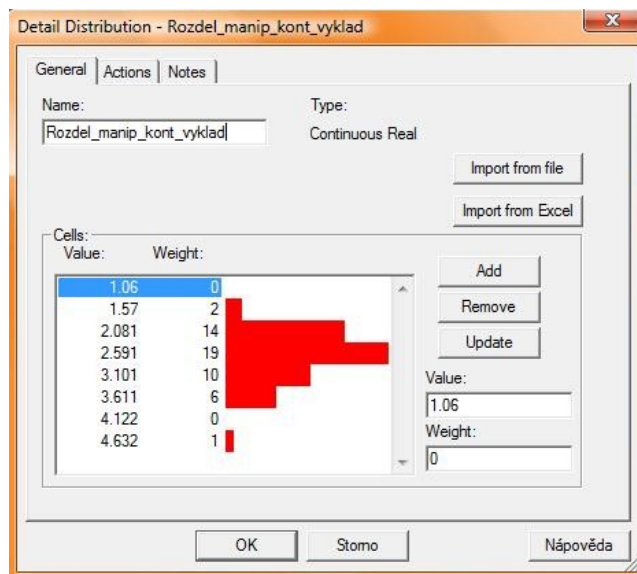 Detail Distribution - Rozdel_manip_kont_vyklad
General Actions Notes
Name: Type:
Rozdel_manip_kont_vyklad Continuous Real
Import from file
Import from Excel
Cells:
Value: Weight:
1.06 0
1.57 2
2.081 14
2.591 19
3.101 10
3.611 6
4.122 0
4.632 1
Add
Remove
Update
Value:
1.06
Weight:
0
OK Storno Nápověda